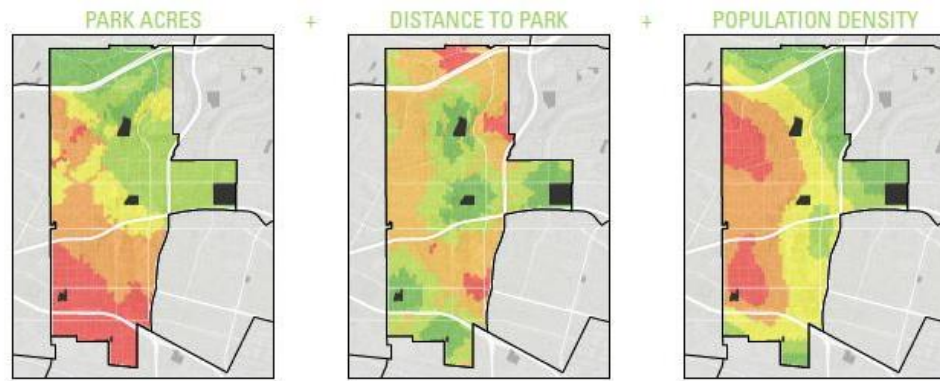 PARK ACRES + DISTANCE TO PARK + POPULATION DENSITY